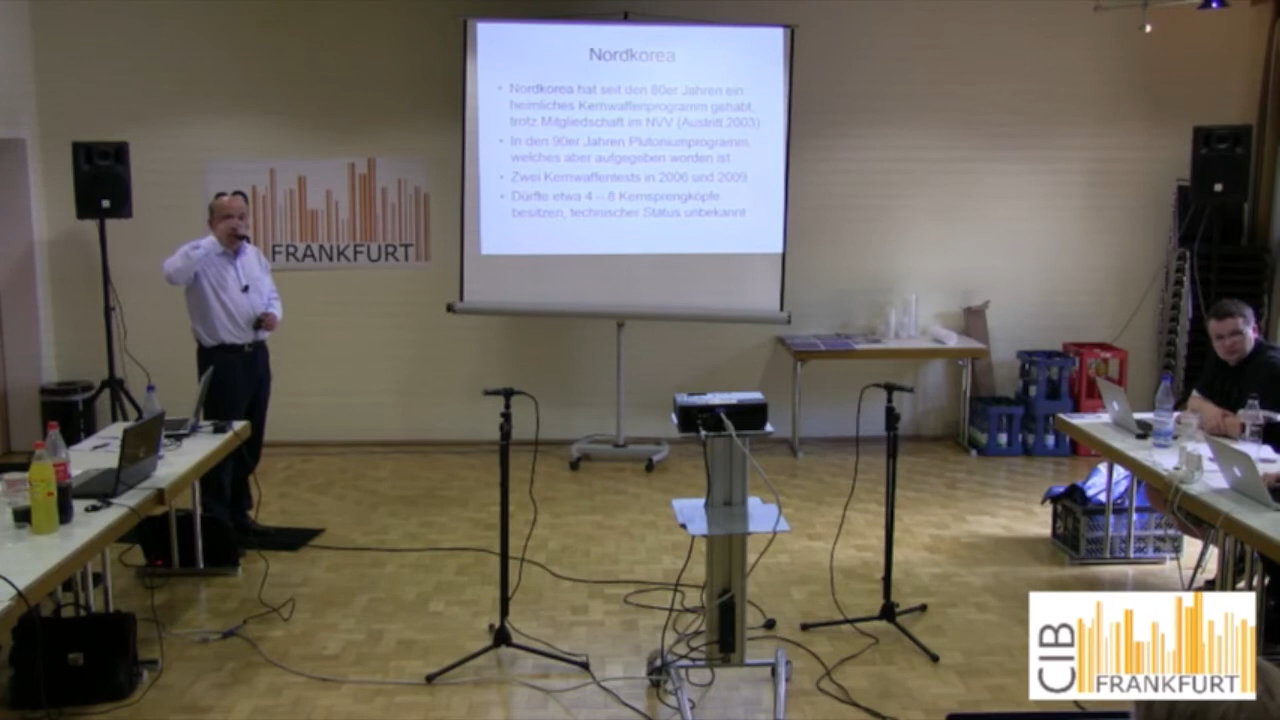 Nordkorea
• Nordkorea hat seit den 80er Jahren ein
heimliches Kernwaffenprogramm gehabt,
trotz Mitgliedschaft im NVV (Austritt 2003)
• In den 90er Jahren Plutoniumprogramm,
welches aber aufgegeben worden ist
• Zwei Kernwaffentests in 2006 und 2009
• Dürfte etwa 4 – 8 Kernsprengköpfe
besitzen, technischer Status unbekannt
FRANKFURT
CIB
FRANKFURT